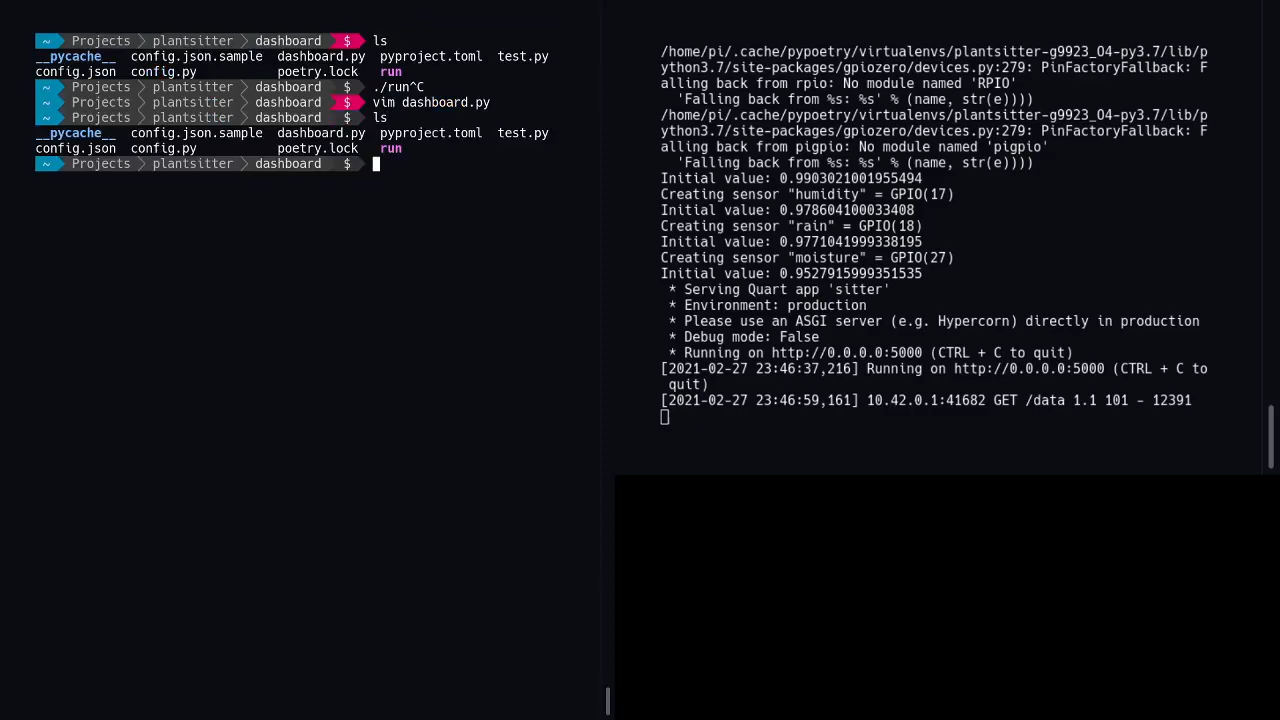 ~ Projects plantsitter dashboard $ ls
__pycache__ config.json.sample dashboard.py pyproject.toml test.py
config.json config.py poetry.lock run
~ Projects plantsitter dashboard $ ./run^C
~ Projects plantsitter dashboard $ vim dashboard.py
~ Projects plantsitter dashboard $ ls
__pycache__ config.json.sample dashboard.py pyproject.toml test.py
config.json config.py poetry.lock run
~ Projects plantsitter dashboard $
/home/pi/.cache/pypoetry/virtualenvs/plantsitter-g9923_O4-py3.7/lib/p
ython3.7/site-packages/gpiozero/devices.py:279: PinFactoryFallback: F
alling back from rpio: No module named 'RPIO'
'Falling back from %s: %s' % (name, str(e))))
/home/pi/.cache/pypoetry/virtualenvs/plantsitter-g9923_O4-py3.7/lib/p
ython3.7/site-packages/gpiozero/devices.py:279: PinFactoryFallback: F
alling back from pigpio: No module named 'pigpio'
'Falling back from %s: %s' % (name, str(e))))
Initial value: 0.9903021001955494
Creating sensor "humidity" = GPIO(17)
Initial value: 0.978604100033408
Creating sensor "rain" = GPIO(18)
Initial value: 0.9771041999338195
Creating sensor "moisture" = GPIO(27)
Initial value: 0.9527915999351535
* Serving Quart app 'sitter'
* Environment: production
* Please use an ASGI server (e.g. Hypercorn) directly in production
* Debug mode: False
* Running on http://0.0.0.0:5000 (CTRL + C to quit)
[2021-02-27 23:46:37,216] Running on http://0.0.0.0:5000 (CTRL + C to
quit)
[2021-02-27 23:46:59,161] 10.42.0.1:41682 GET /data 1.1 101 - 12391